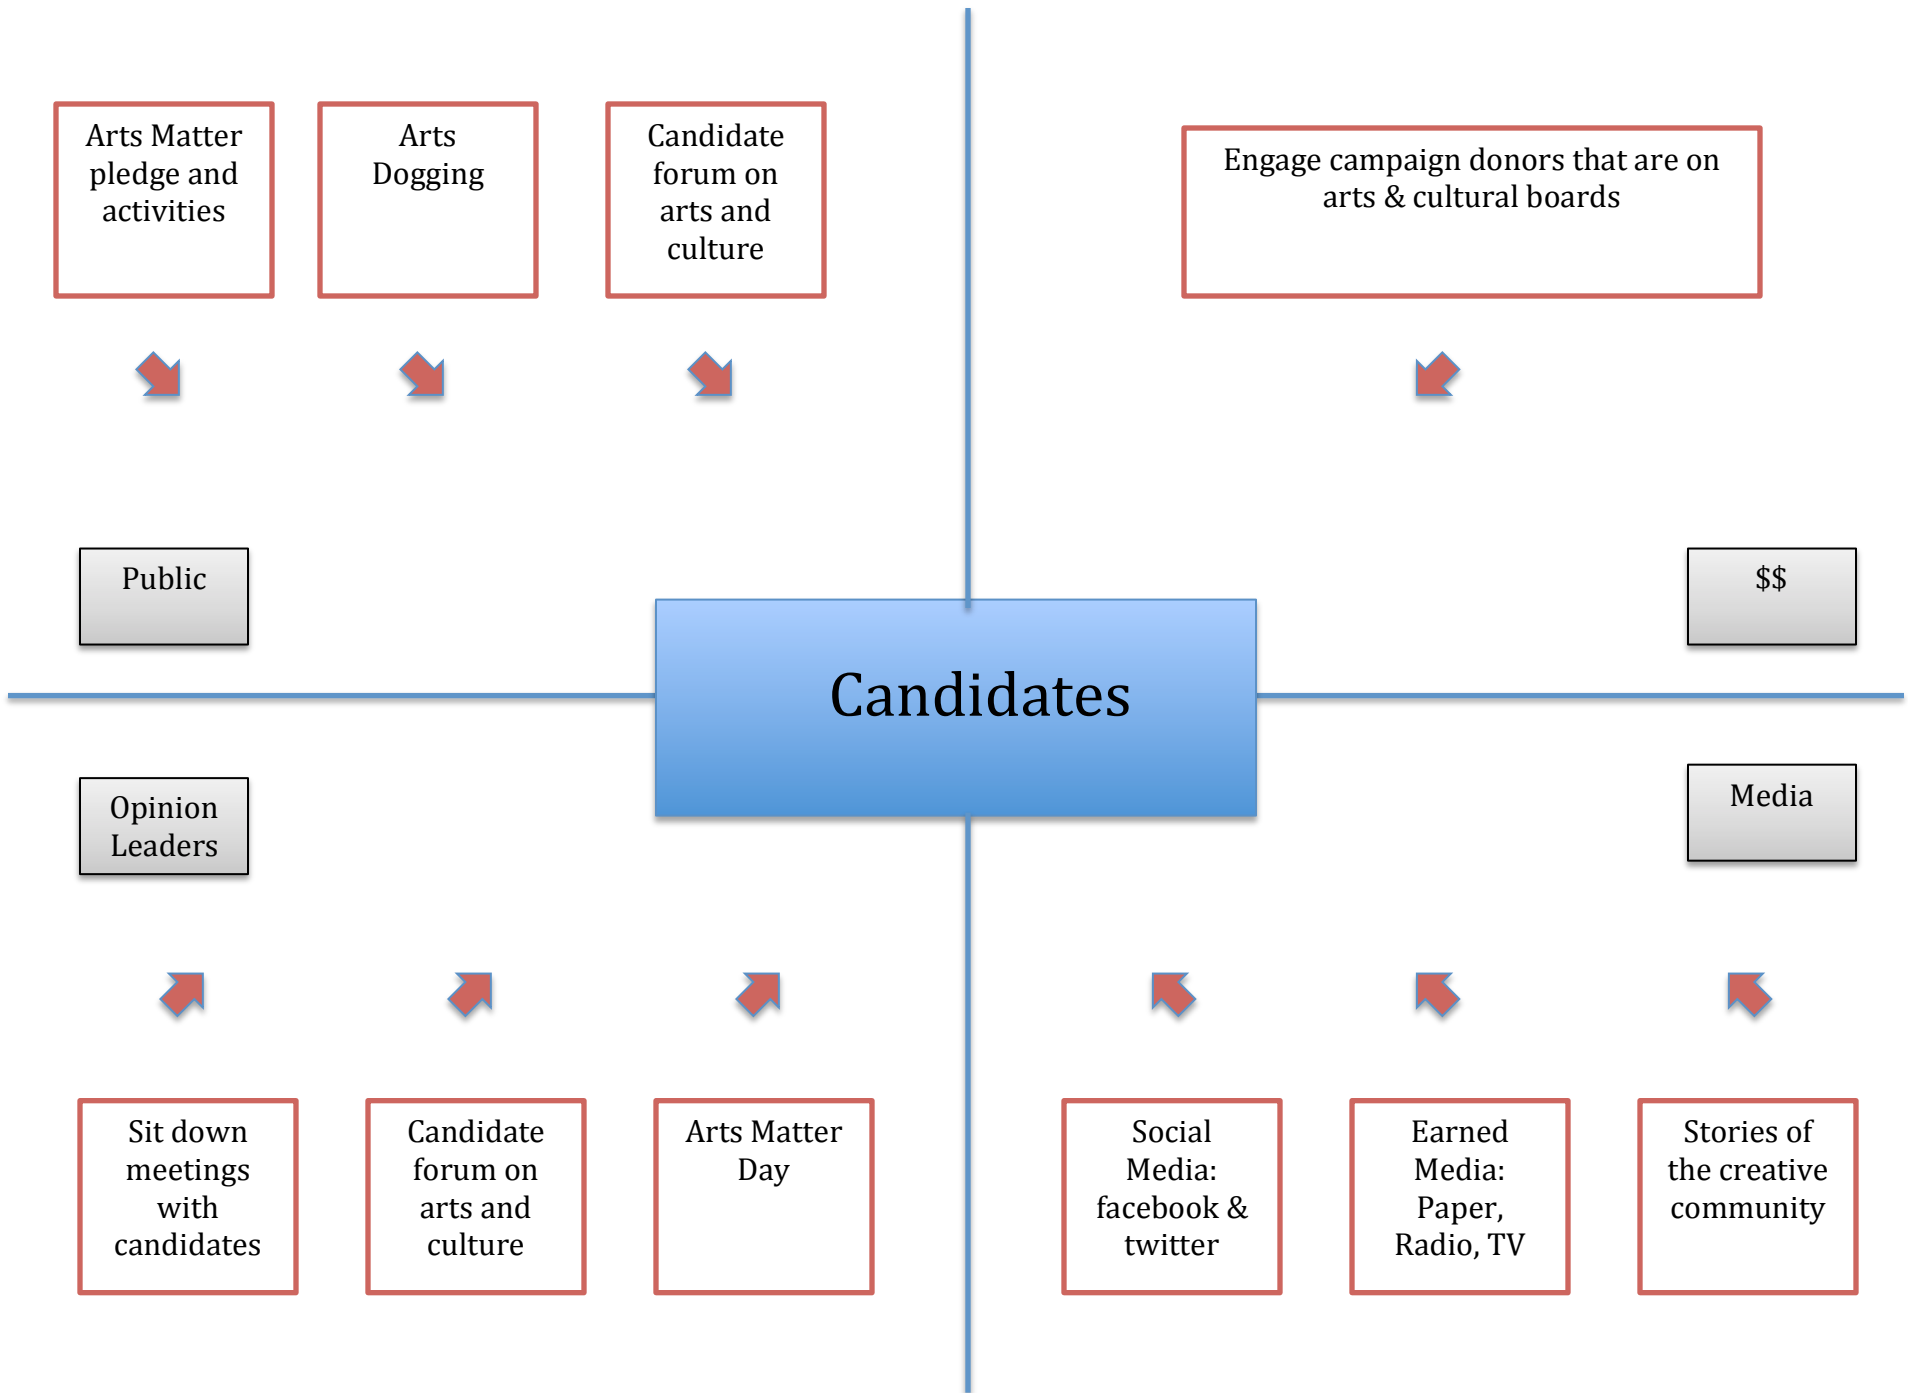 Arts Matter
pledge and
activities
Arts
Dogging
Candidate
forum on
arts and
culture
Engage campaign donors that are on
arts & cultural boards
Public
$$
Candidates
Opinion
Leaders
Media
Sit down
meetings
with
candidates
Candidate
forum on
arts and
culture
Arts Matter
Day
Social
Media:
facebook &
twitter
Earned
Media:
Paper,
Radio, TV
Stories of
the creative
community